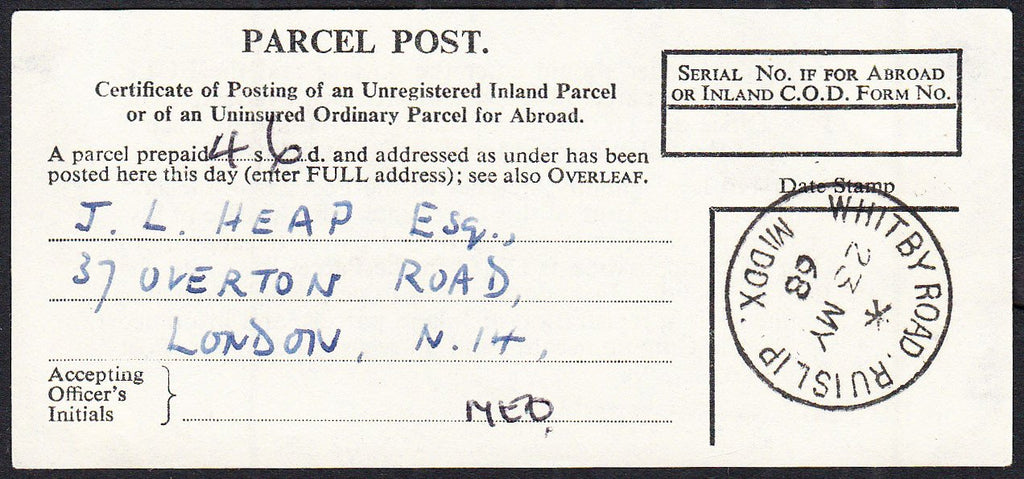 PARCEL POST.
Certificate of Posting of an Unregistered Inland Parcel
or of an Uninsured Ordinary Parcel for Abroad.
A parcel prepaid 4 s. 6 d. and addressed as under has been
posted here this day (enter FULL address); see also OVERLEAF.
J. L. HEAP Esq.,
37 OVERTON ROAD,
LONDON, N.14,
Accepting
Officer's
Initials
MED
SERIAL NO. IF FOR ABROAD
OR INLAND C.O.D. FORM NO.
Date Stamp
WHITBY ROAD. RUISLIP MIDDX.
*
23 MY
68